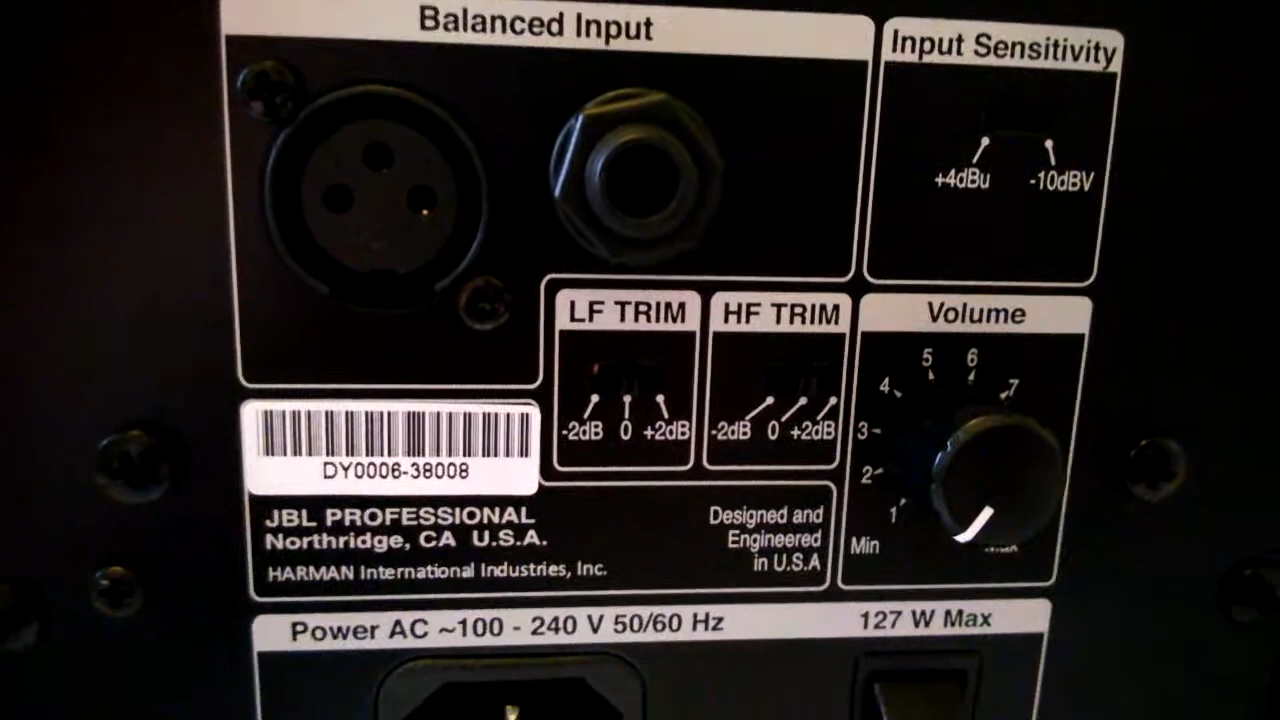 Balanced Input
Input Sensitivity
+4dBu -10dBV
LF TRIM
-2dB 0 +2dB
HF TRIM
-2dB 0 +2dB
Volume
Min 1 2 3 4 5 6 7
DY0006-38008
JBL PROFESSIONAL
Northridge, CA U.S.A.
HARMAN International Industries, Inc.
Designed and
Engineered
in U.S.A
Power AC ~100 - 240 V 50/60 Hz
127 W Max